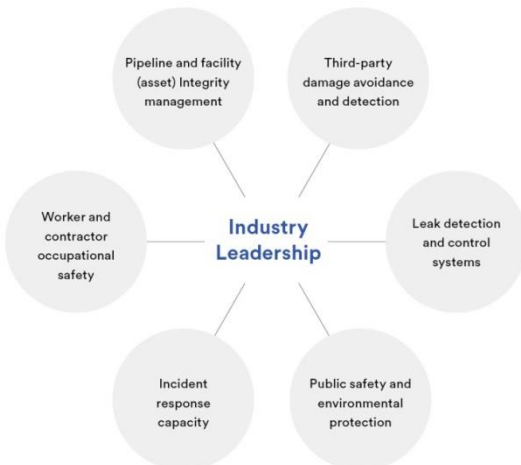 Pipeline and facility
(asset) Integrity
management
Third-party
damage avoidance
and detection
Worker and
contractor
occupational
safety
Industry
Leadership
Leak detection
and control
systems
Incident
response
capacity
Public safety and
environmental
protection